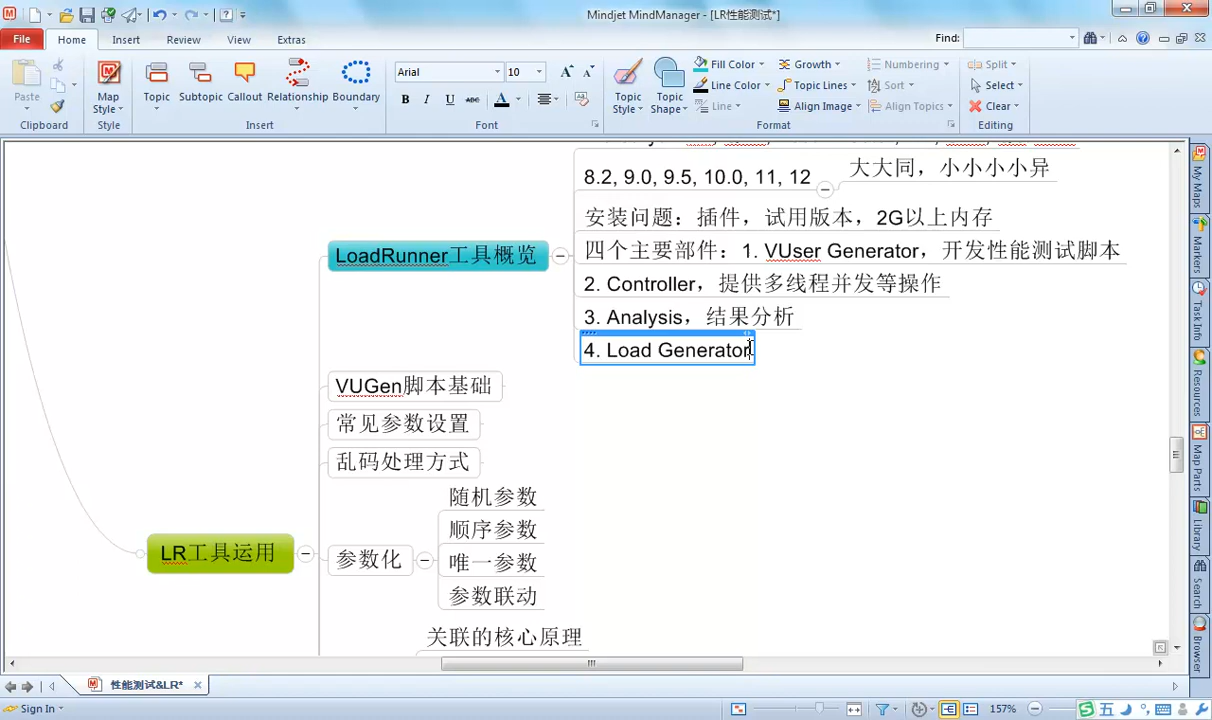 Mindjet MindManager - [LR性能测试*]
File Home Insert Review View Extras Find:
Paste Map Style Topic Subtopic Callout Relationship Boundary
Arial 10
B I U abc A
Topic Style Topic Shape
Fill Color Growth Numbering Split
Line Color Topic Lines Sort Select
Line Align Image Align Topics Clear
Clipboard Style Insert Font Format Editing
8.2, 9.0, 9.5, 10.0, 11, 12
大大同，小小小小异
安装问题：插件，试用版本，2G以上内存
LoadRunner工具概览
四个主要部件：1. VUser Generator，开发性能测试脚本
2. Controller，提供多线程并发等操作
3. Analysis，结果分析
4. Load Generator
VUGen脚本基础
常见参数设置
乱码处理方式
随机参数
顺序参数
LR工具运用
参数化
唯一参数
参数联动
关联的核心原理
My Maps
Markers
Task Info
Resources
Map Parts
Library
Search
Browser
性能测试&LR*
Sign In
157%
五